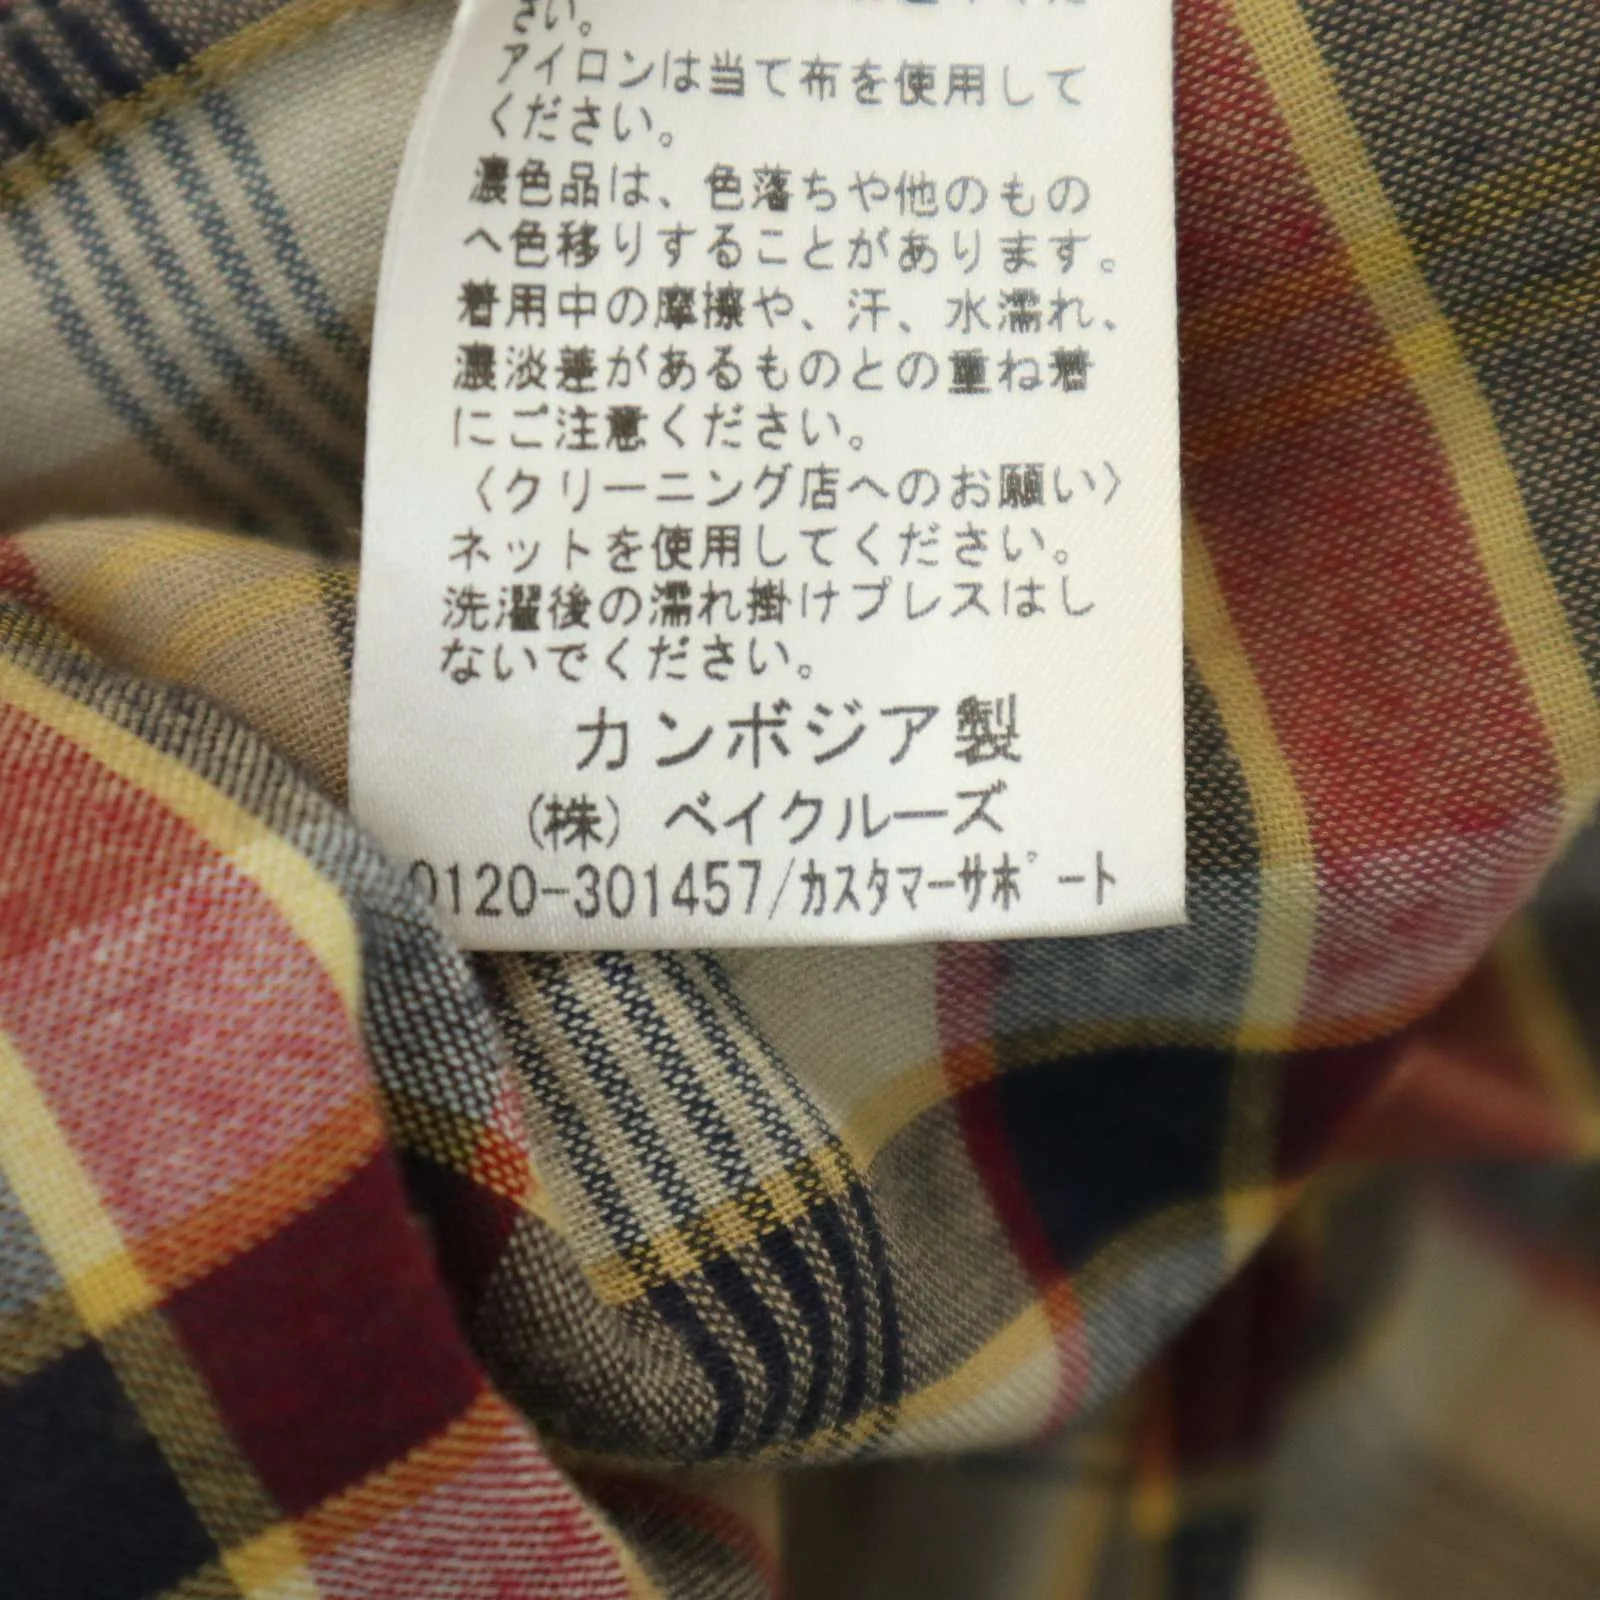 さい。
アイロンは当て布を使用して
ください。
濃色品は、色落ちや他のもの
へ色移りすることがあります。
着用中の摩擦や、汗、水濡れ、
濃淡差があるものとの重ね着
にご注意ください。
〈クリーニング店へのお願い〉
ネットを使用してください。
洗濯後の濡れ掛けプレスはし
ないでください。
カンボジア製
(株) ベイクルーズ
0120-301457/ｶｽﾀﾏｰｻﾎﾟｰﾄ